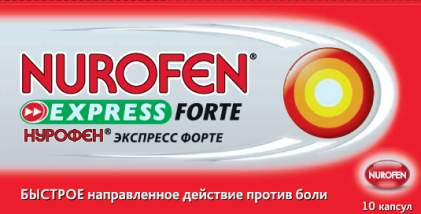 NUROFEN®
EXPRESS FORTE
НУРОФЕН® ЭКСПРЕСС ФОРТЕ
NUROFEN
БЫСТРОЕ направленное действие против боли
10 капсул